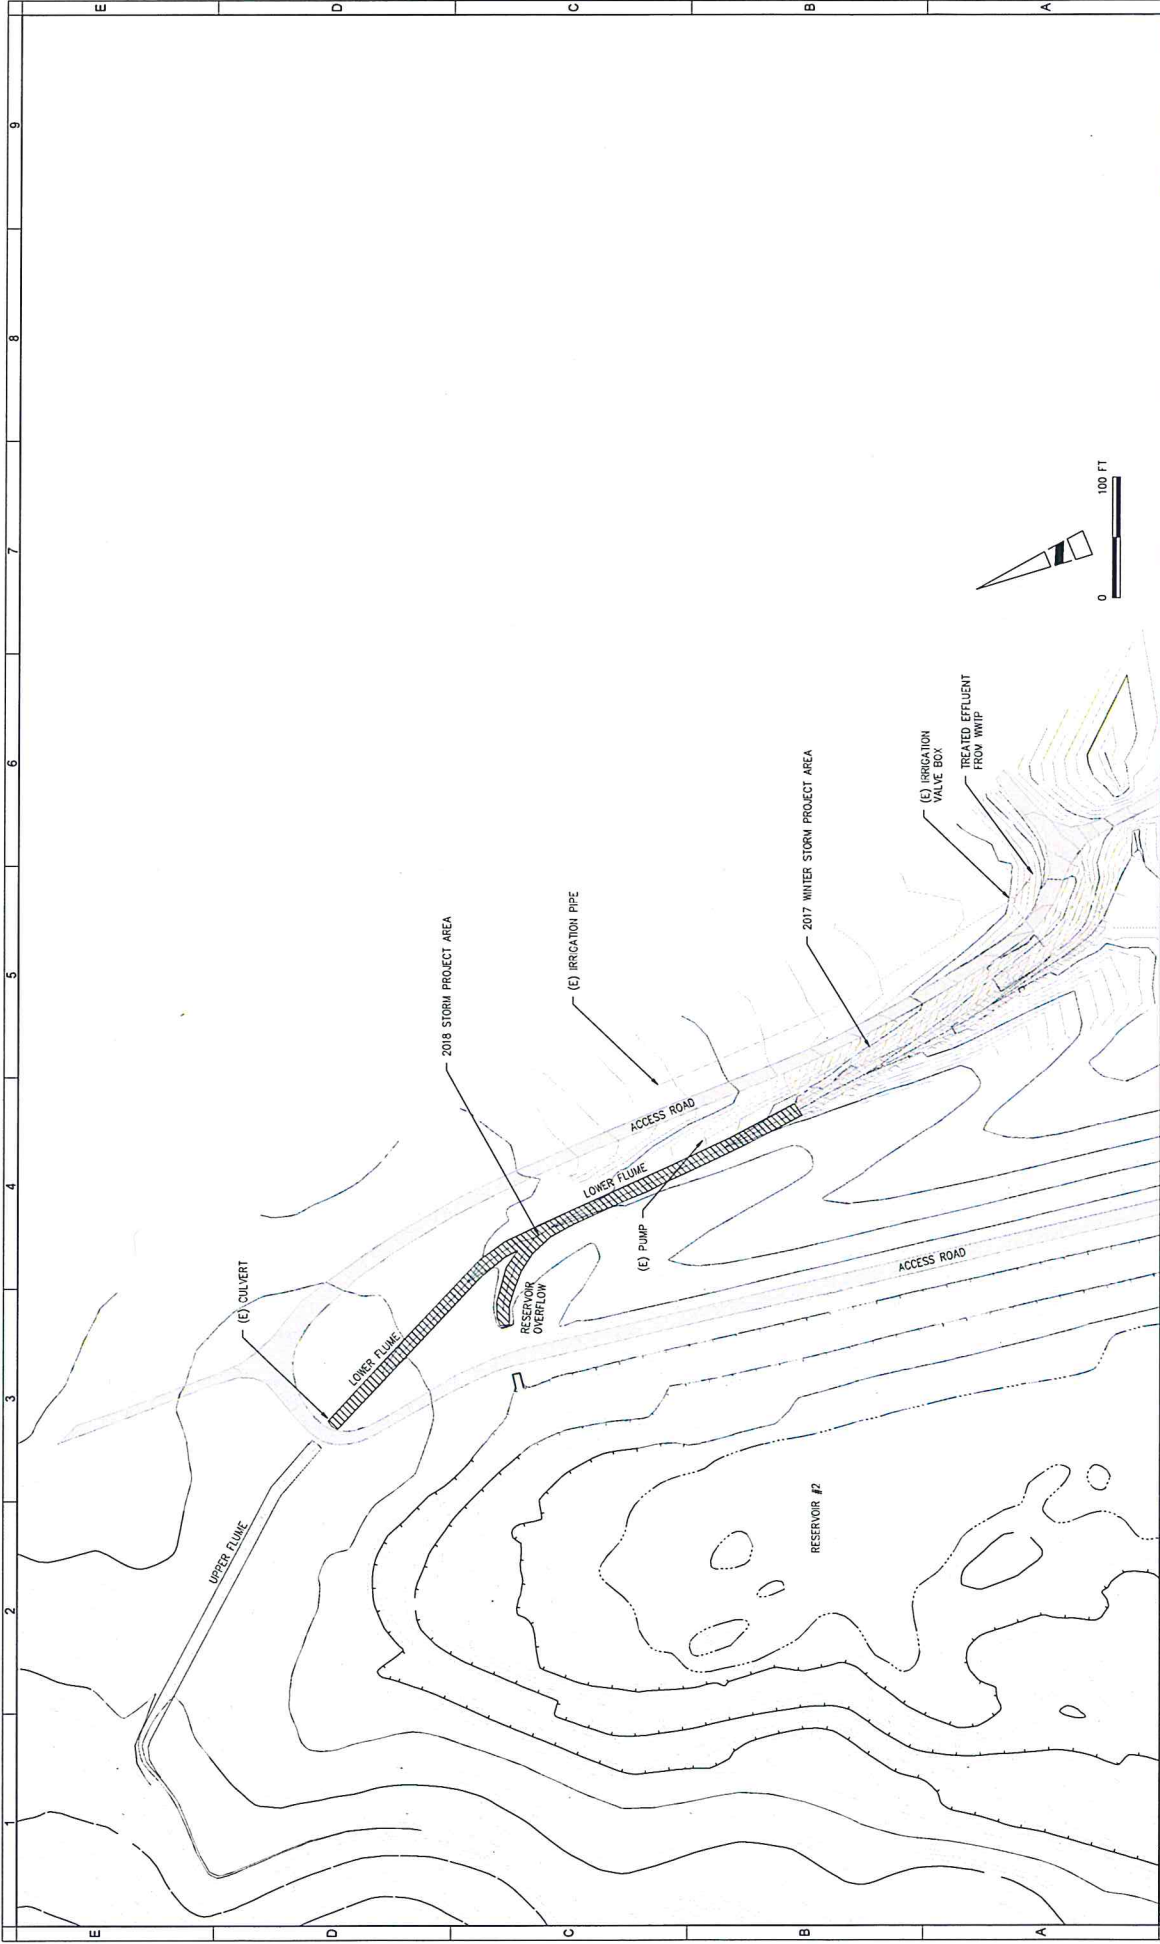 1
2
3
4
5
6
7
8
9
E
E
D
D
C
C
B
B
A
A
UPPER FLUME
(E) CULVERT
LOWER FLUME
RESERVOIR
OVERFLOW
2018 STORM PROJECT AREA
(E) IRRIGATION PIPE
ACCESS ROAD
LOWER FLUME
(E) PUMP
2017 WINTER STORM PROJECT AREA
ACCESS ROAD
RESERVOIR #2
(E) IRRIGATION
VALVE BOX
TREATED EFFLUENT
FROM WWTP
0
100 FT